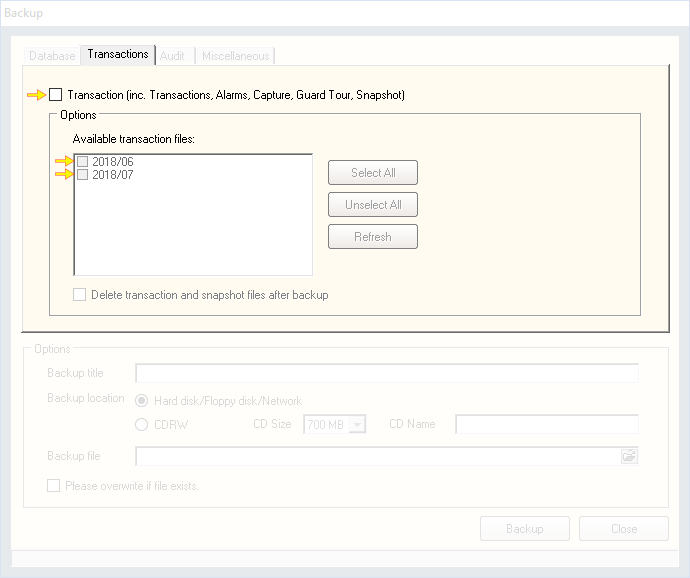 Backup
Database Transactions Audit Miscellaneous
Transaction (inc. Transactions, Alarms, Capture, Guard Tour, Snapshot)
Options
Available transaction files:
2018/06
2018/07
Select All
Unselect All
Refresh
Delete transaction and snapshot files after backup
Options
Backup title
Backup location Hard disk/Floppy disk/Network
CDRW CD Size 700 MB CD Name
Backup file
Please overwrite if file exists.
Backup Close